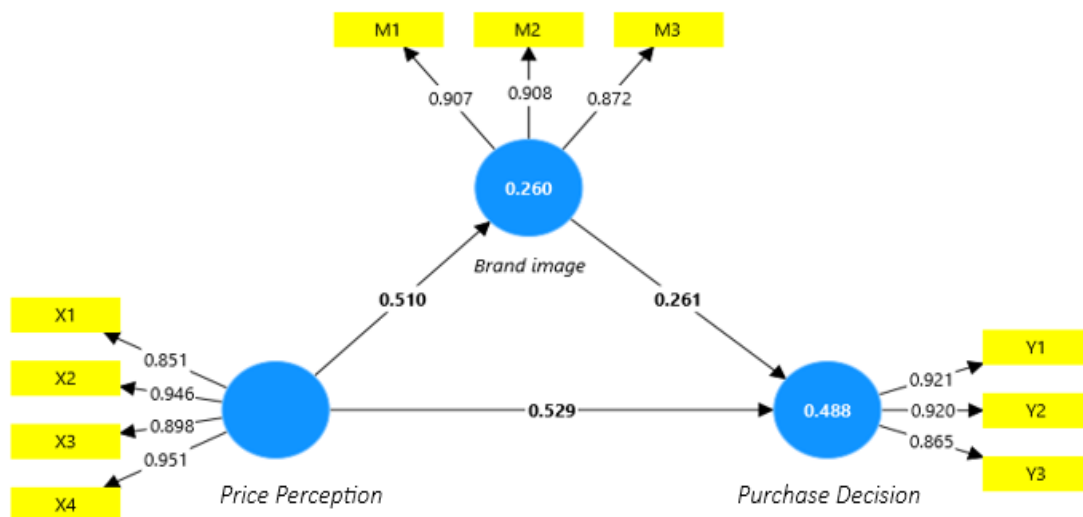 M1 M2 M3
0.907 0.908 0.872
0.260
Brand image
0.510 0.261
X1
0.851
X2
0.946
X3
0.898
X4
0.951
0.529
0.488
Y1
0.921
Y2
0.920
Y3
0.865
Price Perception
Purchase Decision